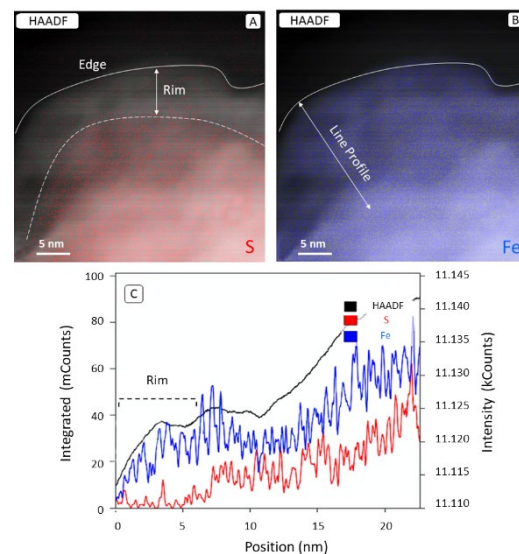 HAADF
A
Edge
Rim
5 nm
S
HAADF
B
Line Profile
5 nm
Fe
C
100
80
60
40
20
0
Integrated (mCounts)
11.145
11.140
11.135
11.130
11.125
11.120
11.115
11.110
Intensity (kCounts)
HAADF
S
Fe
Rim
0
5
10
15
20
Position (nm)